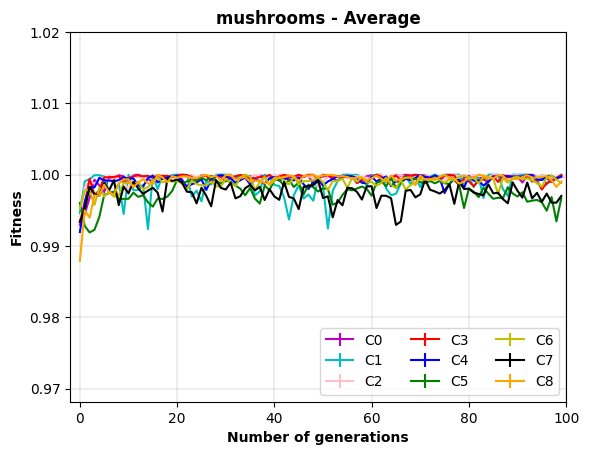 mushrooms - Average
Fitness
1.02
1.01
1.00
0.99
0.98
0.97
0 20 40 60 80 100
Number of generations
C0 C3 C6
C1 C4 C7
C2 C5 C8